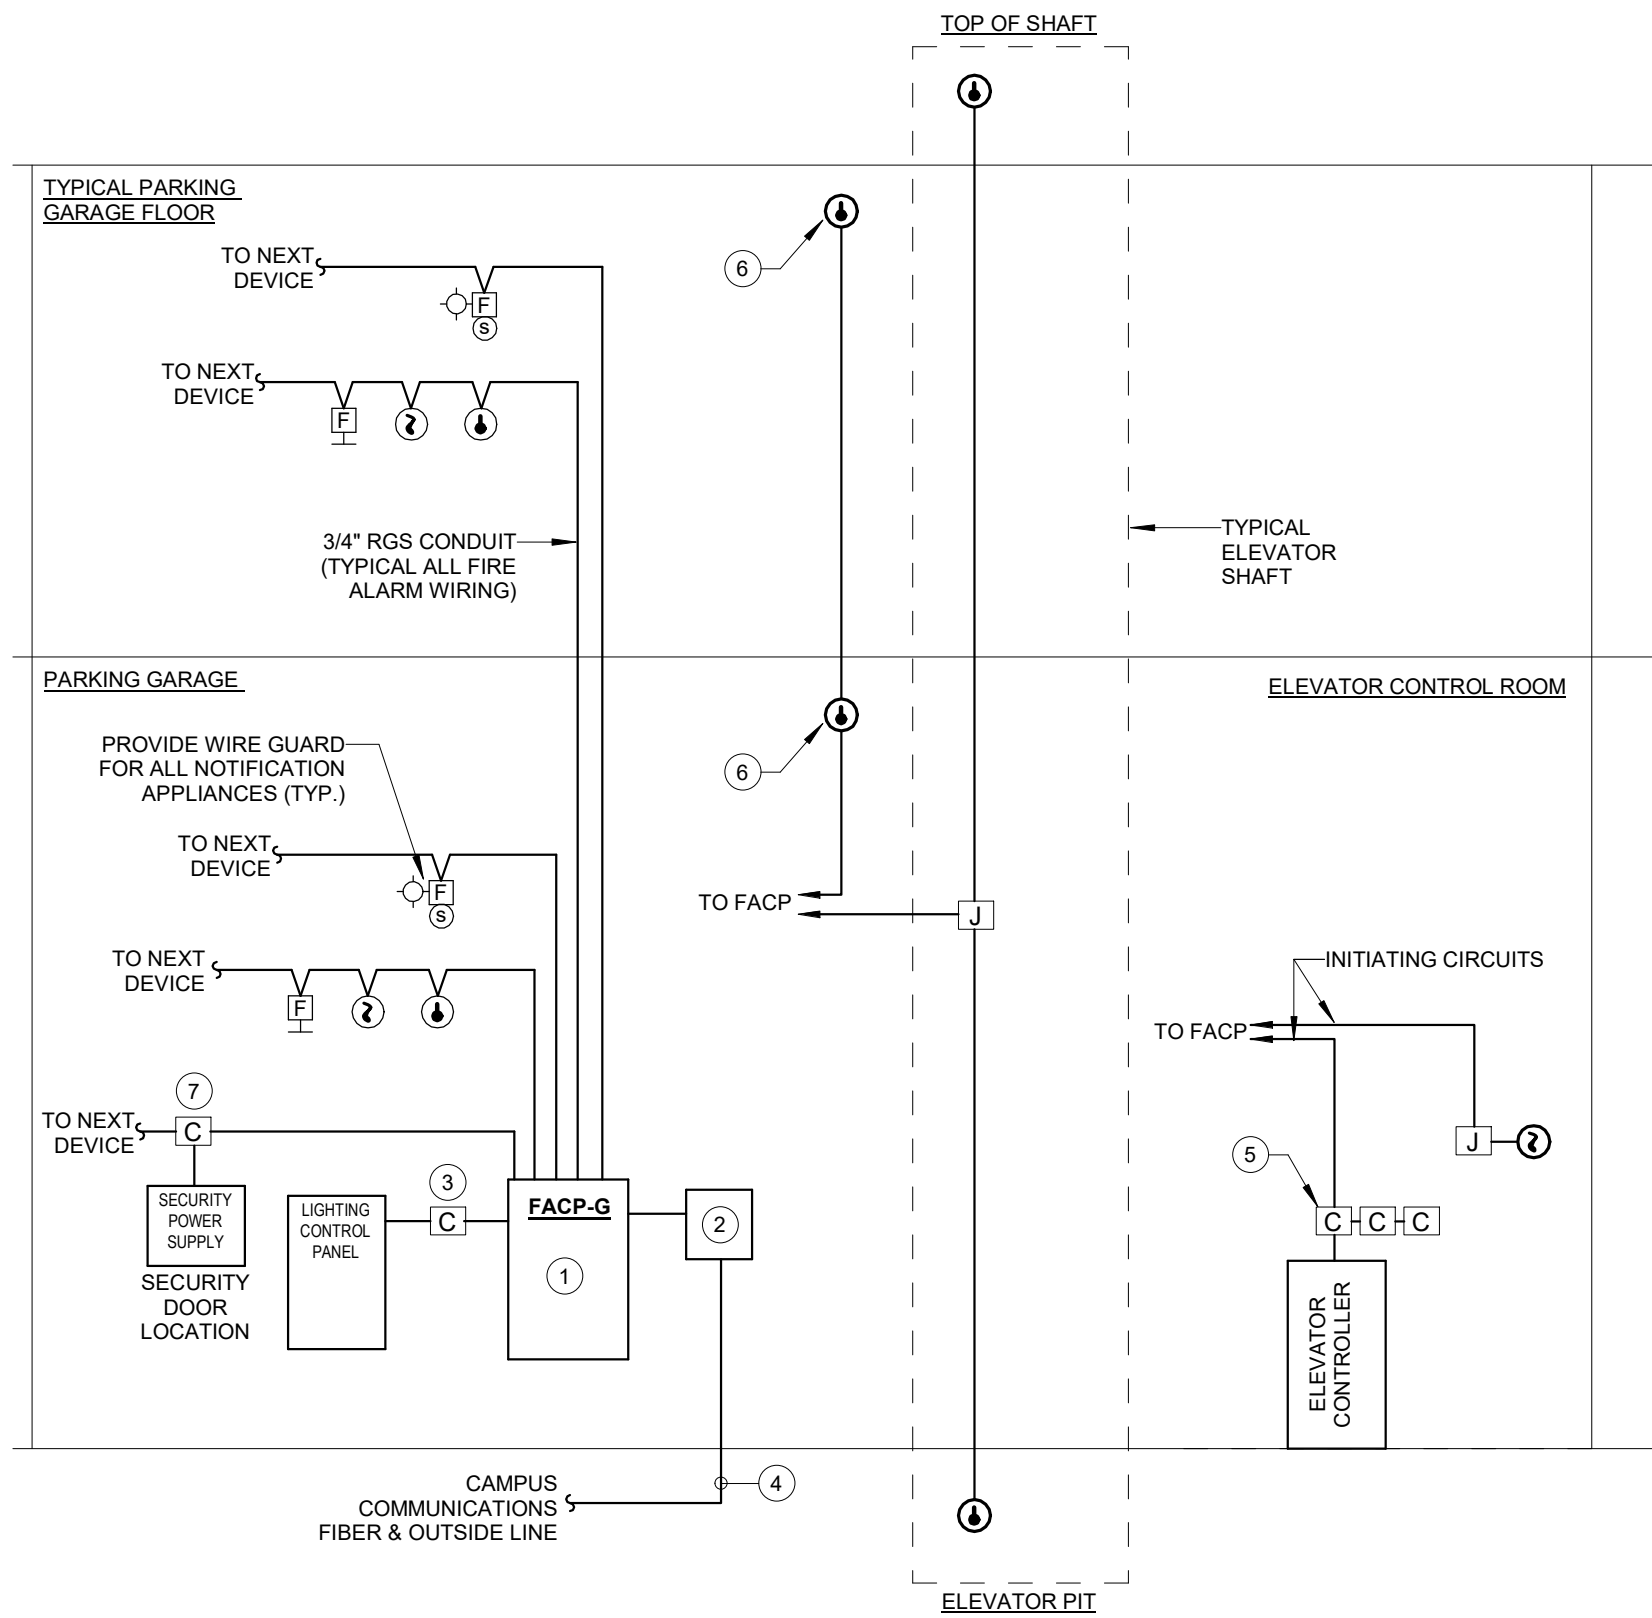 TOP OF SHAFT
TYPICAL PARKING
GARAGE FLOOR
TO NEXT
DEVICE
F
S
6
TO NEXT
DEVICE
F
3/4" RGS CONDUIT
(TYPICAL ALL FIRE
ALARM WIRING)
TYPICAL
ELEVATOR
SHAFT
PARKING GARAGE
ELEVATOR CONTROL ROOM
PROVIDE WIRE GUARD
FOR ALL NOTIFICATION
APPLIANCES (TYP.)
6
TO NEXT
DEVICE
F
S
TO FACP
J
TO NEXT
DEVICE
F
INITIATING CIRCUITS
TO FACP
7
TO NEXT
DEVICE
C
J
5
SECURITY
POWER
SUPPLY
SECURITY
DOOR
LOCATION
3
C
LIGHTING
CONTROL
PANEL
FACP-G
1
2
C C C
ELEVATOR
CONTROLLER
4
CAMPUS
COMMUNICATIONS
FIBER & OUTSIDE LINE
ELEVATOR PIT